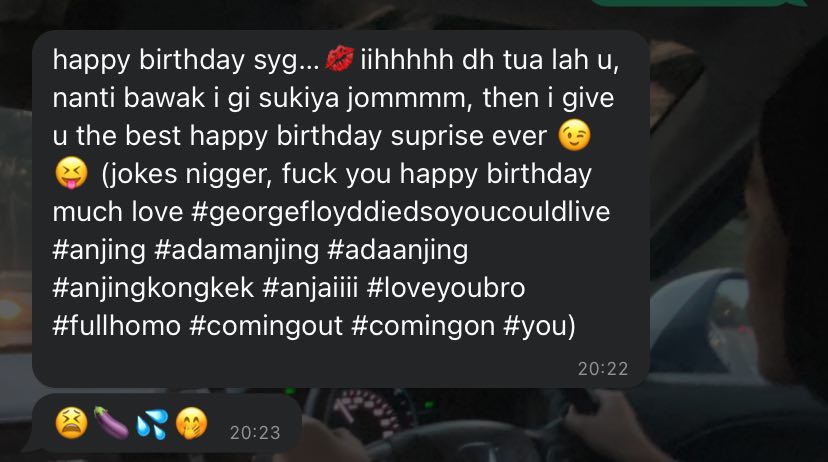 happy birthday syg...💋iihhhhh dh tua lah u,
nanti bawak i gi sukiya jommmm, then i give
u the best happy birthday suprise ever 😉
😝 (jokes nigger, fuck you happy birthday
much love #georgefloyddiedsoyoucouldlive
#anjing #adamanjing #adaanjing
#anjingkongkek #anjaiiii #loveyoubro
#fullhomo #comingout #comingon #you)
20:22
😫🍆💦🤭 20:23